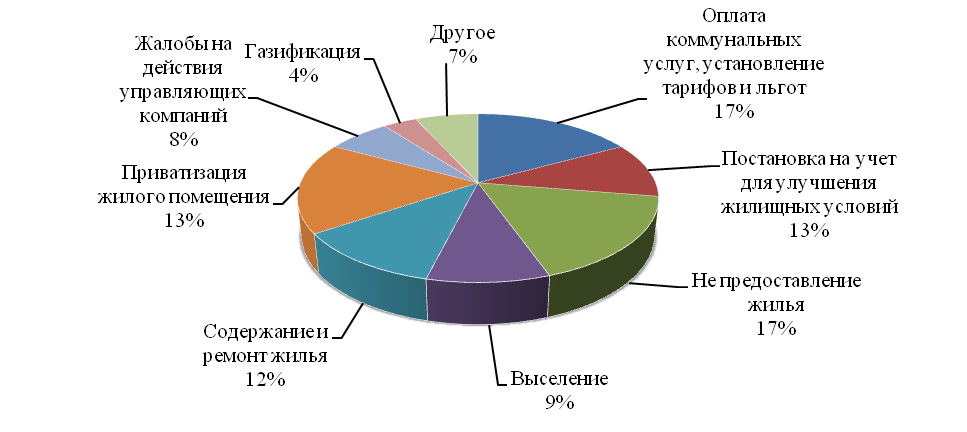 Оплата
коммунальных
услуг, установление
тарифов и льгот
17%
Постановка на учет
для улучшения
жилищных условий
13%
Не предоставление
жилья
17%
Выселение
9%
Содержание и
ремонт жилья
12%
Приватизация
жилого помещения
13%
Жалобы на
действия
управляющих
компаний
8%
Газификация
4%
Другое
7%